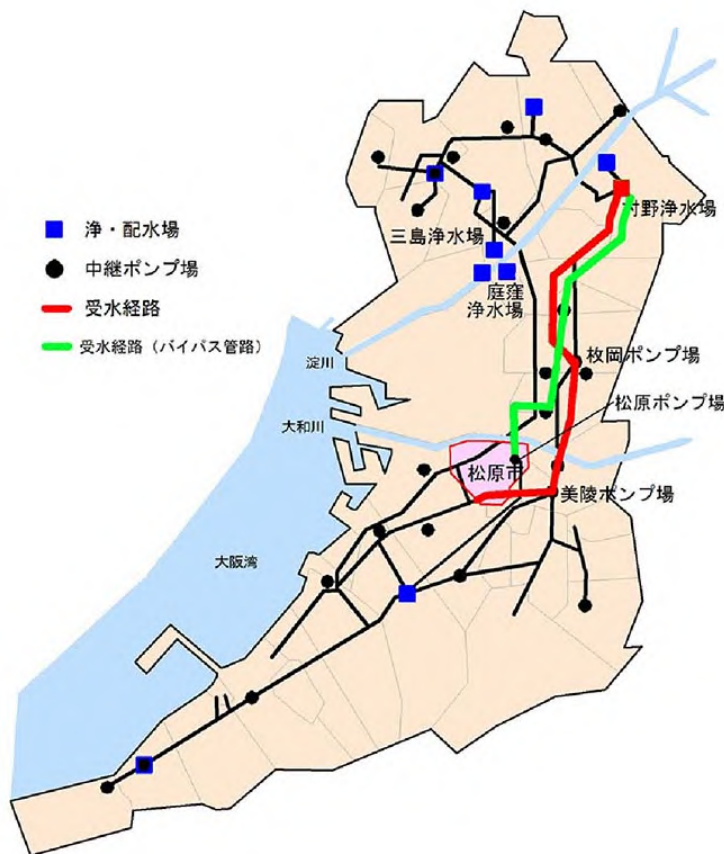 浄・配水場
中継ポンプ場
受水経路
受水経路（バイパス管路）
村野浄水場
三島浄水場
庭窪
浄水場
淀川
枚岡ポンプ場
松原ポンプ場
大和川
松原市
美陵ポンプ場
大阪湾